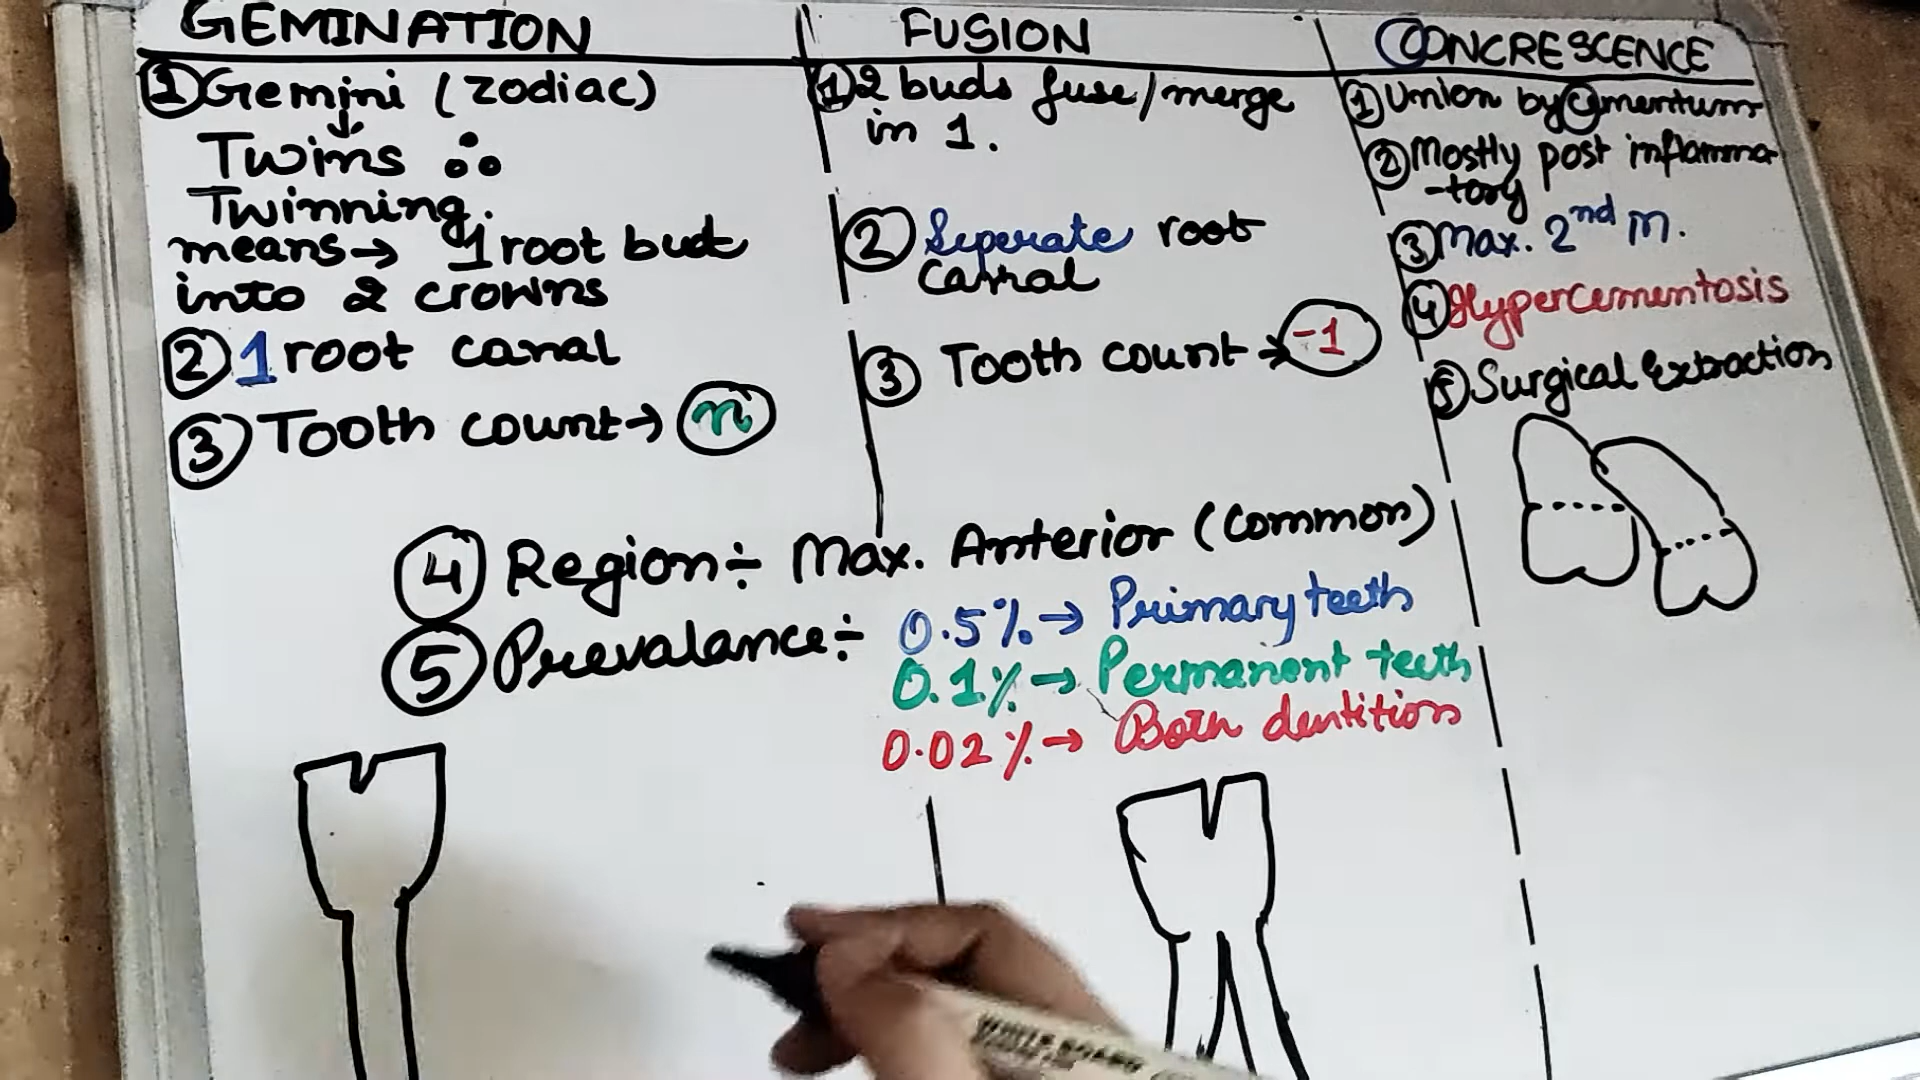 GEMINATION
① Gemini (Zodiac)
Twins ∴
Twinning.
means→ 1 root bud
into 2 crowns
② 1 root canal
③ Tooth count→ n
FUSION
① 2 buds fuse/merge
in 1.
② Seperate root
canal
③ Tooth count → -1
④ Region÷ Max. Anterior (common)
⑤ Prevalance÷ 0.5%→ Primary teeth
0.1%→ Permanent teeth
0.02%→ Both dentition
CONCRESCENCE
① Union by Cementum
② Mostly post inflamma
-tory
③ Max. 2nd M.
④ Hypercementosis
⑤ Surgical Extraction